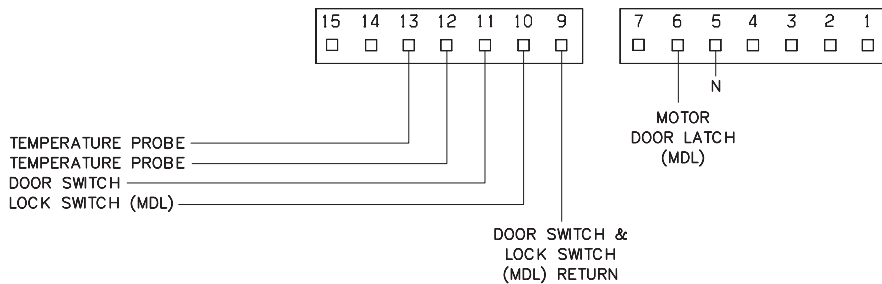 15 14 13 12 11 10 9 7 6 5 4 3 2 1
N
MOTOR
DOOR LATCH
(MDL)
TEMPERATURE PROBE
TEMPERATURE PROBE
DOOR SWITCH
LOCK SWITCH (MDL)
DOOR SWITCH &
LOCK SWITCH
(MDL) RETURN